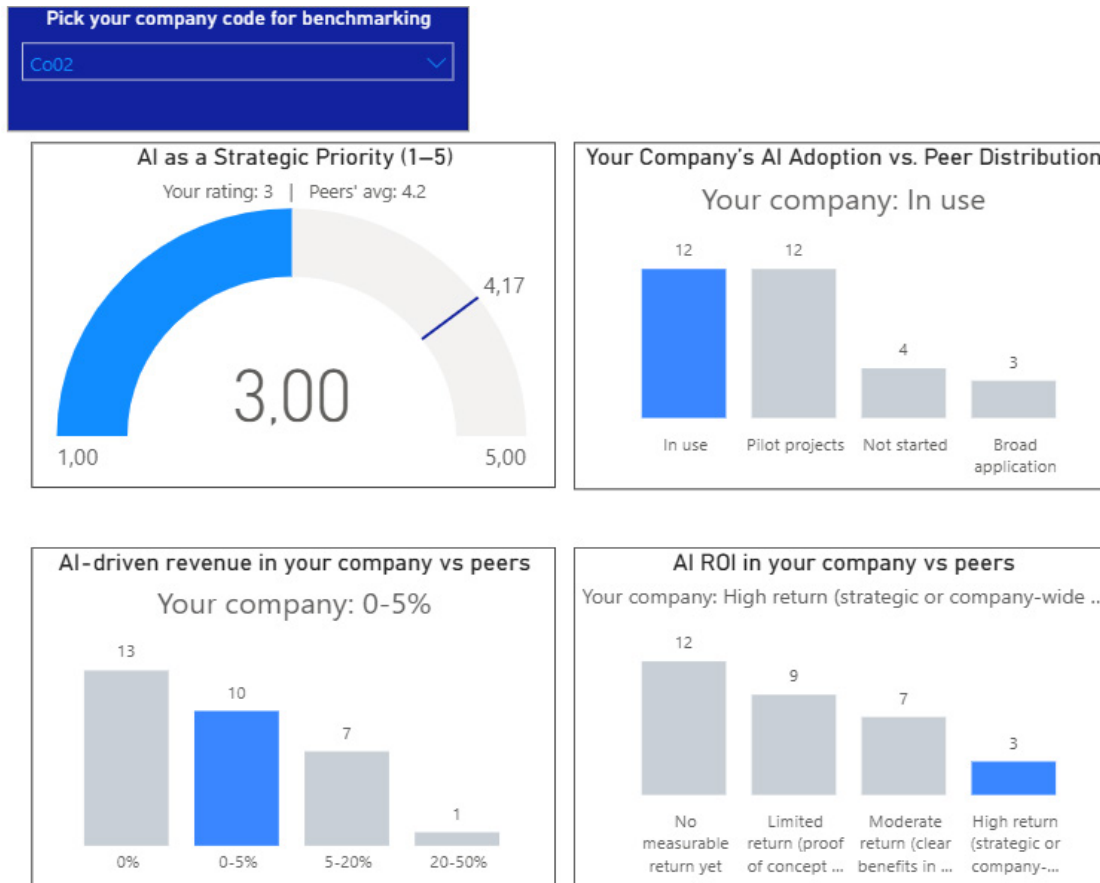 Pick your company code for benchmarking
Co02
AI as a Strategic Priority (1–5)
Your rating: 3 | Peers' avg: 4.2
4,17
3,00
1,00
5,00
Your Company's AI Adoption vs. Peer Distribution
Your company: In use
12
12
4
3
In use
Pilot projects
Not started
Broad
application
AI-driven revenue in your company vs peers
Your company: 0-5%
13
10
7
1
0%
0-5%
5-20%
20-50%
AI ROI in your company vs peers
Your company: High return (strategic or company-wide ...
12
9
7
3
No
measurable
return yet
Limited
return (proof
of concept ...
Moderate
return (clear
benefits in ...
High return
(strategic or
company-...